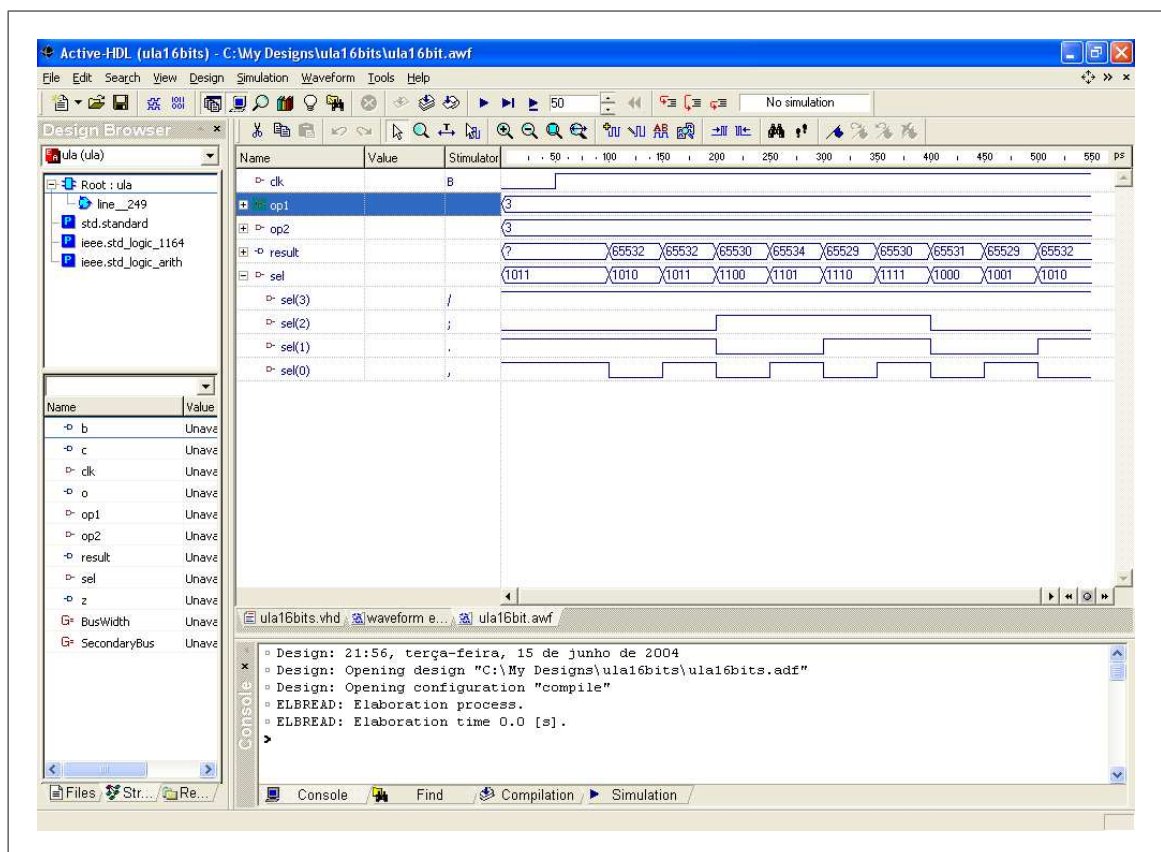 Active-HDL (ula16bits) - C:\My Designs\ula16bits\ula16bit.awf
File Edit Search View Design Simulation Waveform Tools Help
50 No simulation
Design Browser
ula (ula)
Root : ula
line__249
std.standard
ieee.std_logic_1164
ieee.std_logic_arith
Name Value
b Unava
c Unava
clk Unava
o Unava
op1 Unava
op2 Unava
result Unava
sel Unava
z Unava
BusWidth Unava
SecondaryBus Unava
Files Str... Re...
Name Value Stimulator 50 100 150 200 250 300 350 400 450 500 550 ps
clk B
op1 3
op2 3
result ? 65532 65532 65530 65534 65529 65530 65531 65529 65532
sel 1011 1010 1011 1100 1101 1110 1111 1000 1001 1010
sel(3) /
sel(2) ;
sel(1) .
sel(0) ,
ula16bits.vhd waveform e... ula16bit.awf
Console
Design: 21:56, terça-feira, 15 de junho de 2004
Design: Opening design "C:\My Designs\ula16bits\ula16bits.adf"
Design: Opening configuration "compile"
ELBREAD: Elaboration process.
ELBREAD: Elaboration time 0.0 [s].
>
Console Find Compilation Simulation